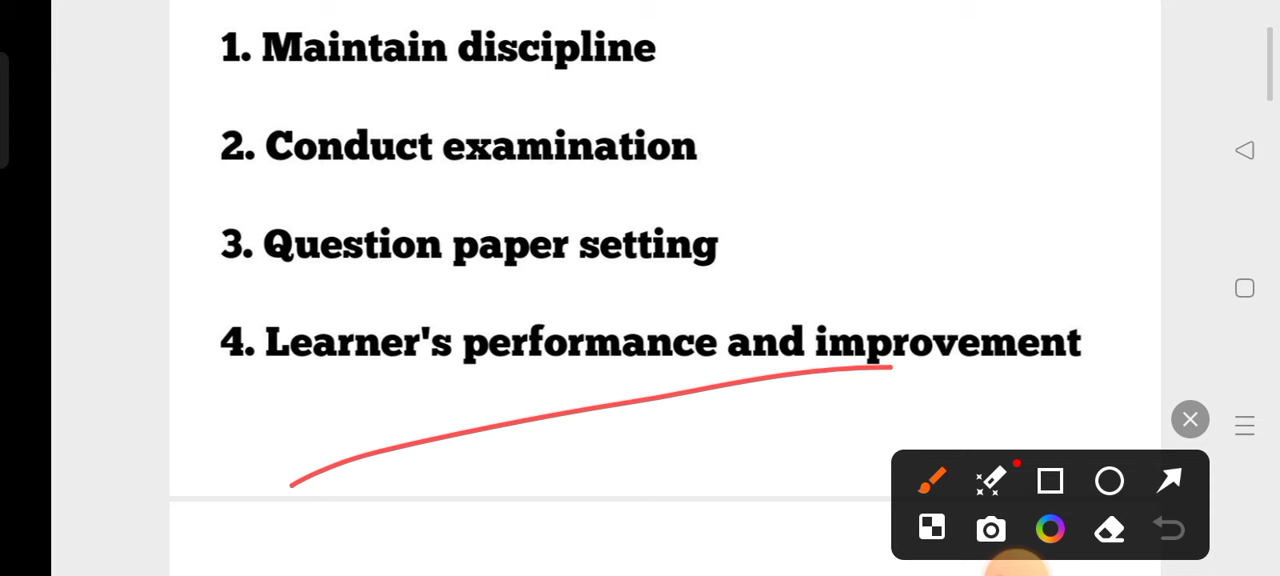 1. Maintain discipline
2. Conduct examination
3. Question paper setting
4. Learner's performance and improvement